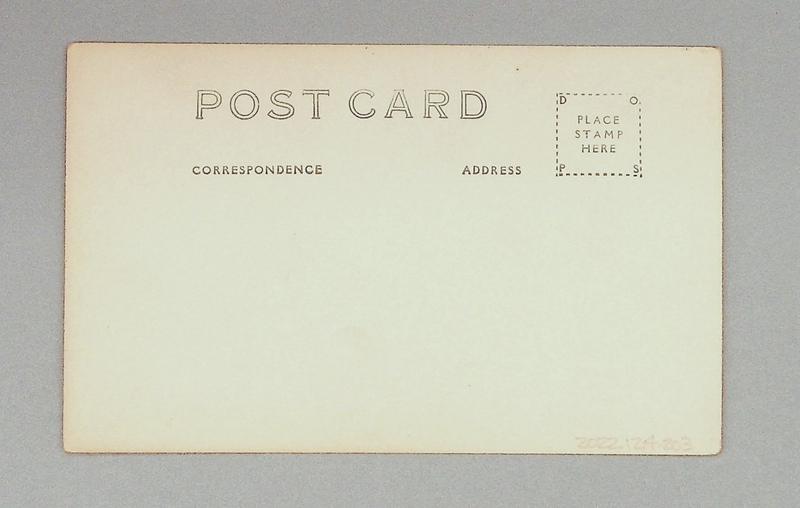 POST CARD
D O
PLACE
STAMP
HERE
P S
CORRESPONDENCE ADDRESS
2022.124.203